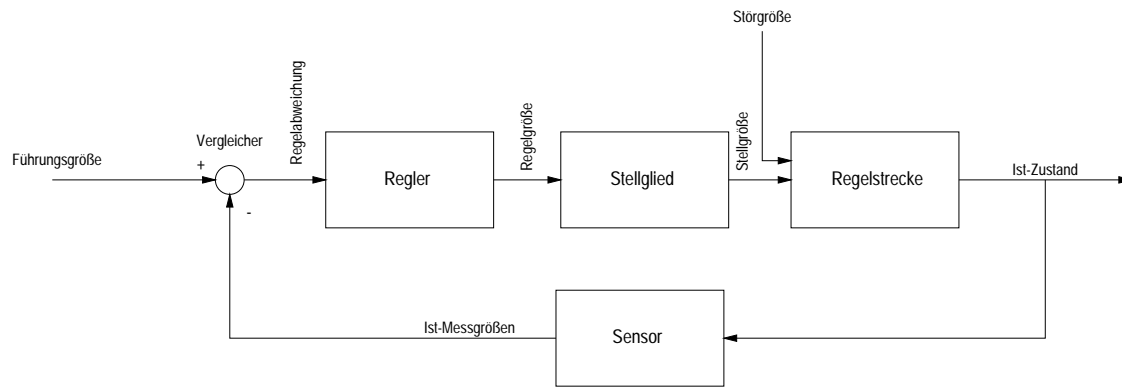 Störgröße
Regelabweichung
Regelgröße
Stellgröße
Vergleicher
Führungsgröße
+
Regler
Stellglied
Regelstrecke
Ist-Zustand
-
Ist-Messgrößen
Sensor